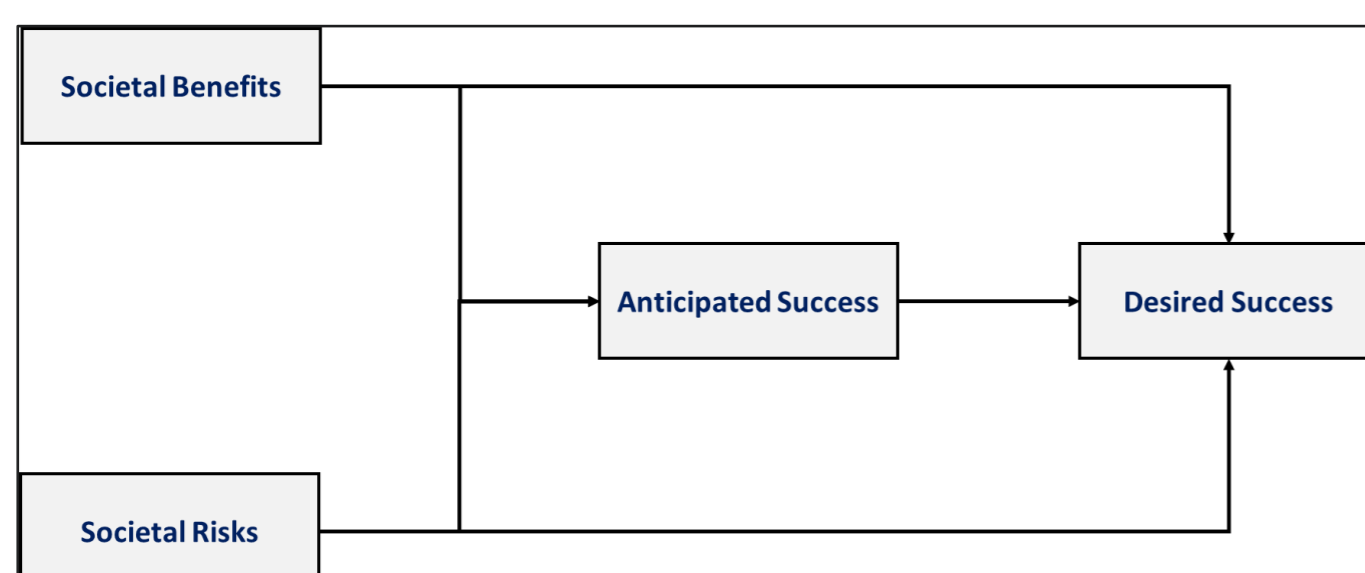 Societal Benefits
Anticipated Success
Desired Success
Societal Risks